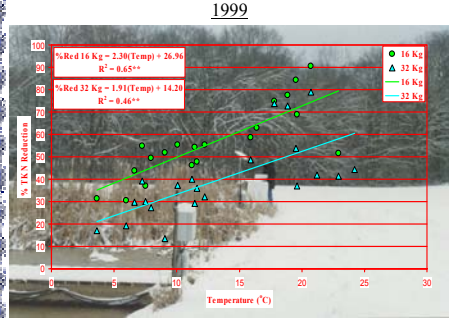 1999
%Red 16 Kg = 2.30(Temp) + 26.96
R² = 0.65**
%Red 32 Kg = 1.91(Temp) + 14.20
R² = 0.46**
16 Kg
32 Kg
16 Kg
32 Kg
% TKN Reduction
100
90
80
70
60
50
40
30
20
10
0
0 5 10 15 20 25 30
Temperature (°C)